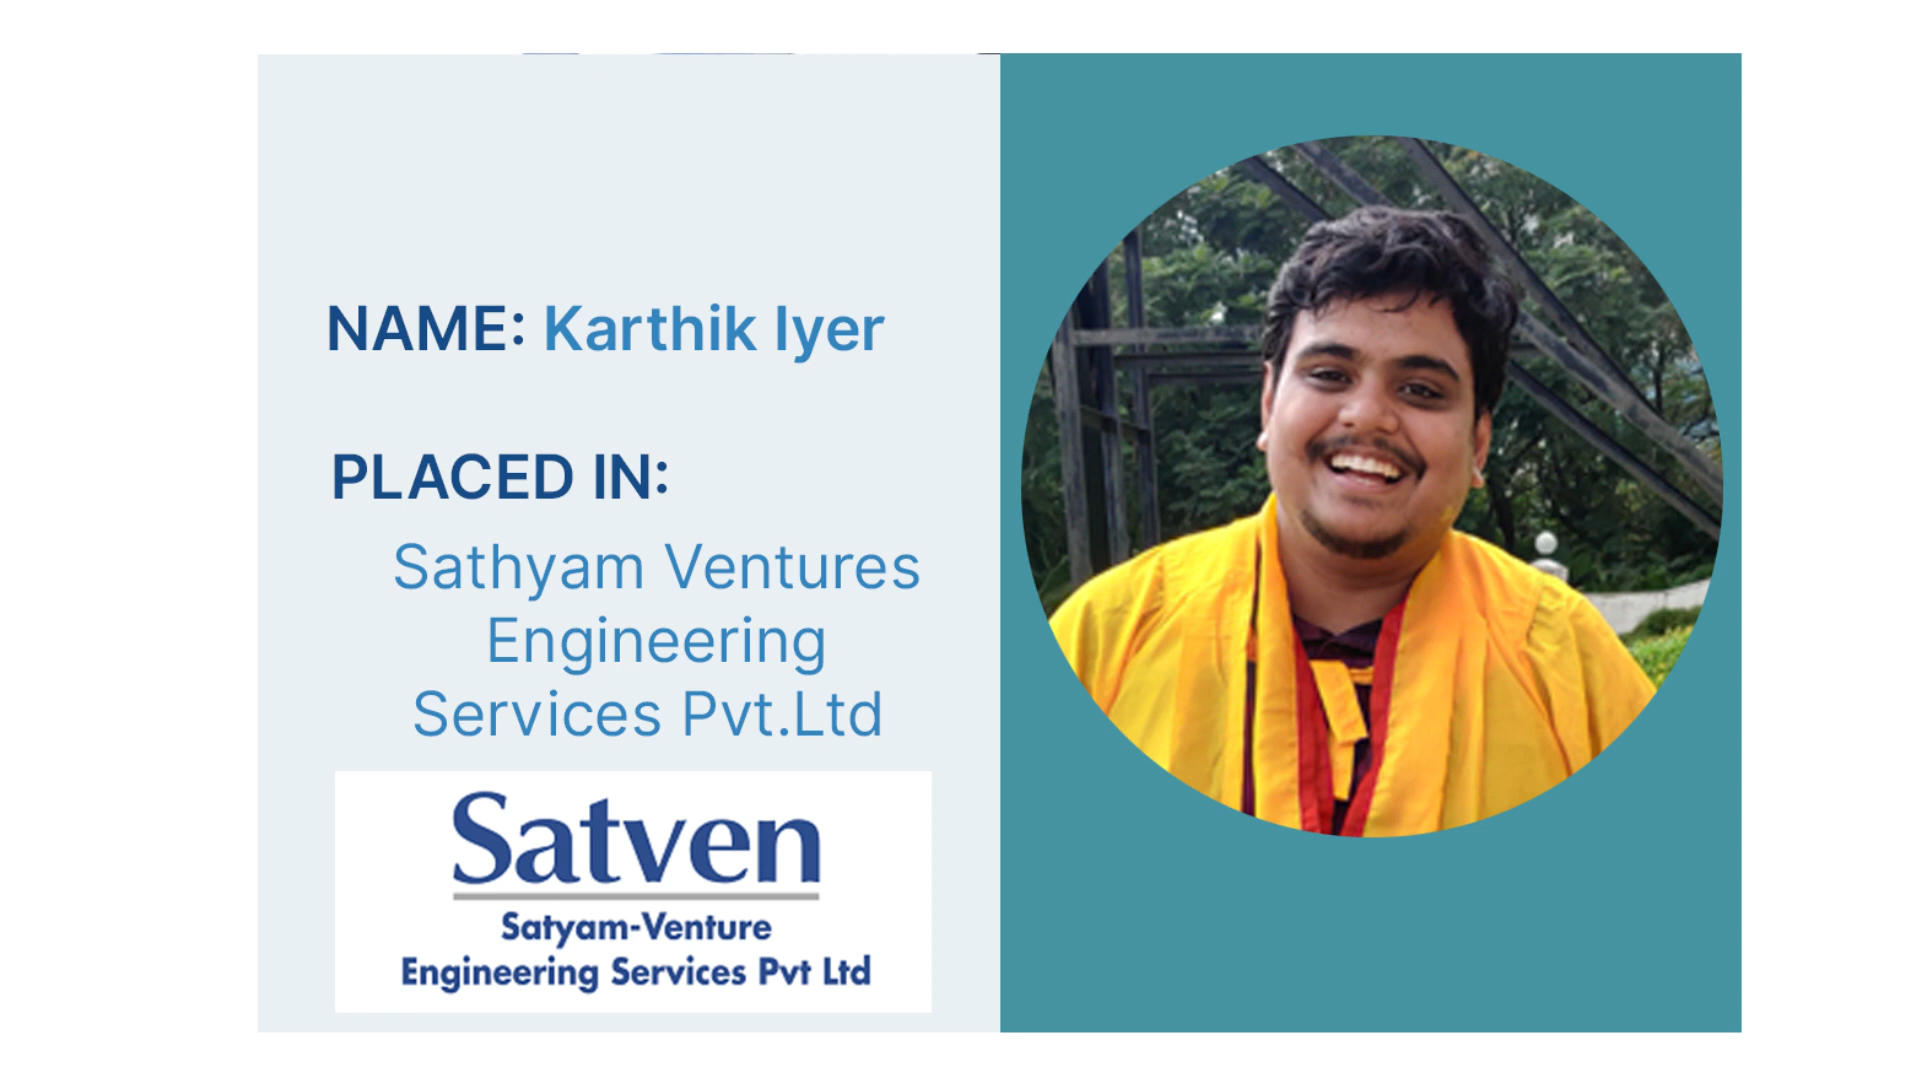 NAME: Karthik Iyer
PLACED IN:
Sathyam Ventures
Engineering
Services Pvt.Ltd
Satven
Satyam-Venture
Engineering Services Pvt Ltd